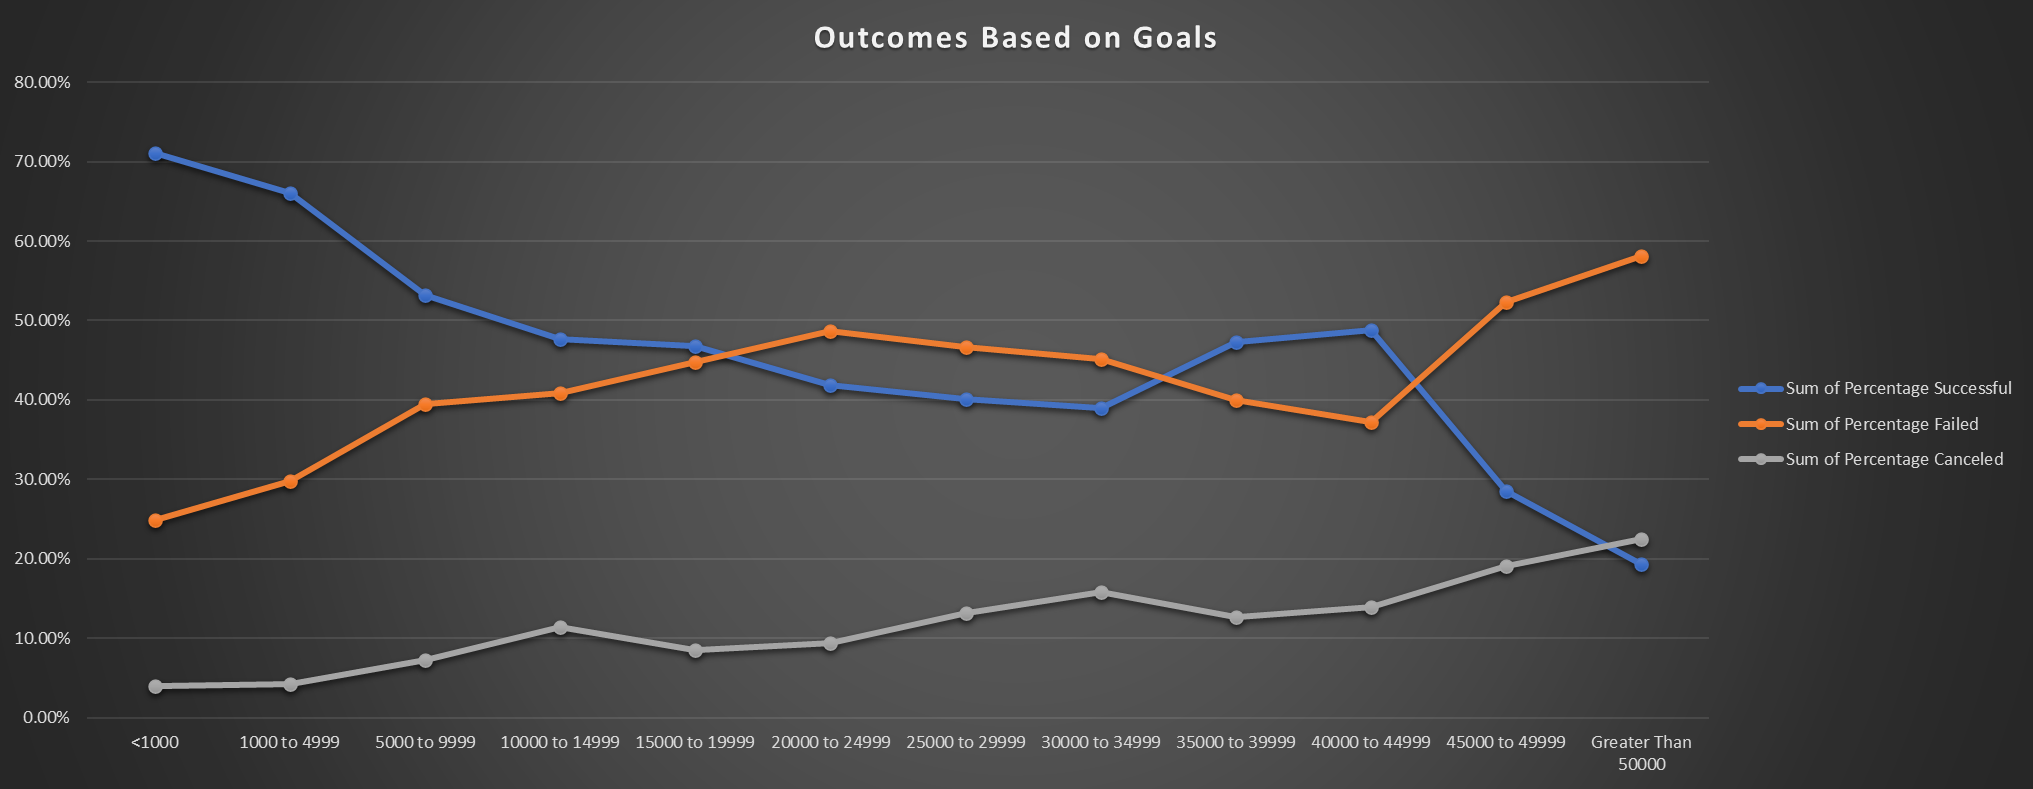 Outcomes Based on Goals
80.00%
70.00%
60.00%
50.00%
40.00%
30.00%
20.00%
10.00%
0.00%
<1000
1000 to 4999
5000 to 9999
10000 to 14999
15000 to 19999
20000 to 24999
25000 to 29999
30000 to 34999
35000 to 39999
40000 to 44999
45000 to 49999
Greater Than
50000
Sum of Percentage Successful
Sum of Percentage Failed
Sum of Percentage Canceled